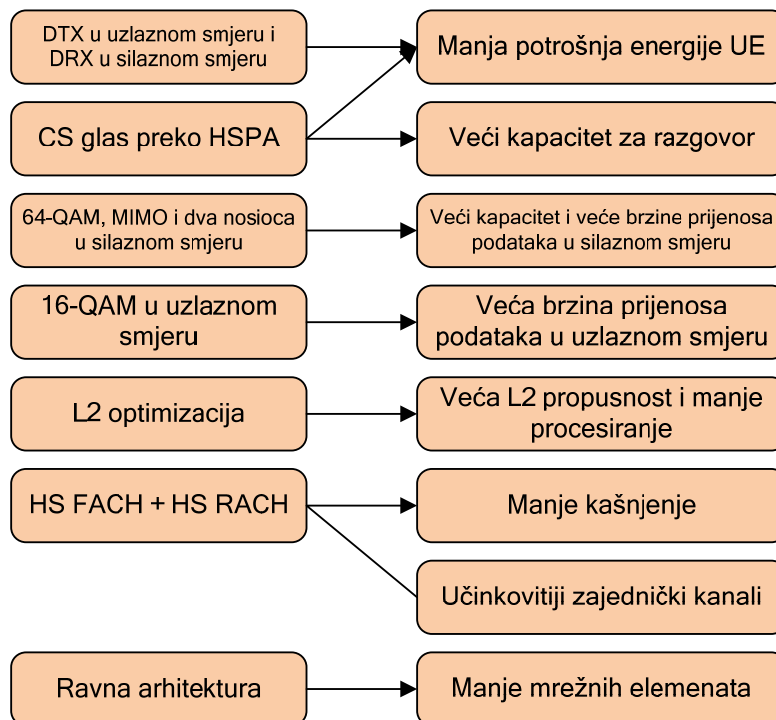 DTX u uzlaznom smjeru i
DRX u silaznom smjeru
Manja potrošnja energije UE
CS glas preko HSPA
Veći kapacitet za razgovor
64-QAM, MIMO i dva nosioca
u silaznom smjeru
Veći kapacitet i veće brzine prijenosa
podataka u silaznom smjeru
16-QAM u uzlaznom
smjeru
Veća brzina prijenosa
podataka u uzlaznom smjeru
L2 optimizacija
Veća L2 propusnost i manje
procesiranje
HS FACH + HS RACH
Manje kašnjenje
Učinkovitiji zajednički kanali
Ravna arhitektura
Manje mrežnih elemenata